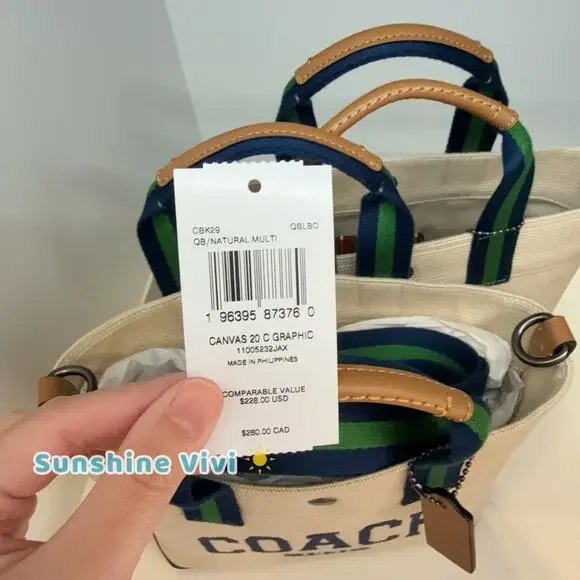 CBK29 QBLBO
QB/NATURAL MULTI
1 96395 87376 0
CANVAS 20 C GRAPHIC
11005232JAX
MADE IN PHILIPPINES
COMPARABLE VALUE
$228.00 USD
$280.00 CAD
Sunshine Vivi
COACH